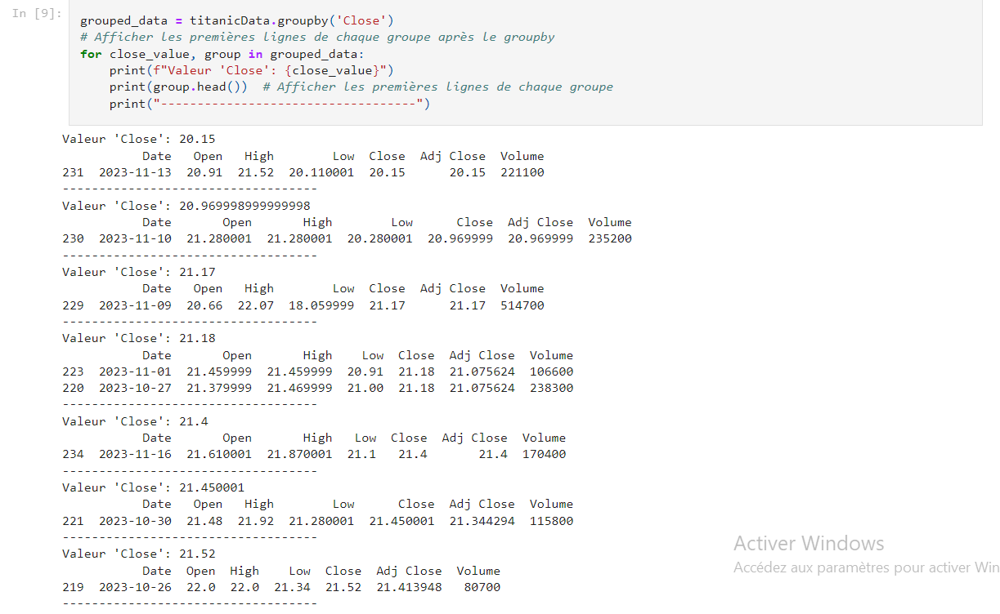 In [9]:
grouped_data = titanicData.groupby('Close')
# Afficher les premières lignes de chaque groupe après le groupby
for close_value, group in grouped_data:
    print(f"Valeur 'Close': {close_value}")
    print(group.head())  # Afficher les premières lignes de chaque groupe
    print("-----------------------------------")
Valeur 'Close': 20.15
           Date   Open   High        Low  Close  Adj Close  Volume
231  2023-11-13  20.91  21.52  20.110001  20.15      20.15  221100
-----------------------------------
Valeur 'Close': 20.969998999999998
           Date       Open       High        Low      Close  Adj Close  Volume
230  2023-11-10  21.280001  21.280001  20.280001  20.969999  20.969999  235200
-----------------------------------
Valeur 'Close': 21.17
           Date   Open   High        Low  Close  Adj Close  Volume
229  2023-11-09  20.66  22.07  18.059999  21.17      21.17  514700
-----------------------------------
Valeur 'Close': 21.18
           Date       Open       High    Low  Close  Adj Close  Volume
223  2023-11-01  21.459999  21.459999  20.91  21.18  21.075624  106600
220  2023-10-27  21.379999  21.469999  21.00  21.18  21.075624  238300
-----------------------------------
Valeur 'Close': 21.4
           Date       Open       High   Low  Close  Adj Close  Volume
234  2023-11-16  21.610001  21.870001  21.1   21.4       21.4  170400
-----------------------------------
Valeur 'Close': 21.450001
           Date   Open   High        Low      Close  Adj Close  Volume
221  2023-10-30  21.48  21.92  21.280001  21.450001  21.344294  115800
-----------------------------------
Valeur 'Close': 21.52
           Date  Open  High    Low  Close  Adj Close  Volume
219  2023-10-26  22.0  22.0  21.34  21.52  21.413948   80700
-----------------------------------
Activer Windows
Accédez aux paramètres pour activer Win